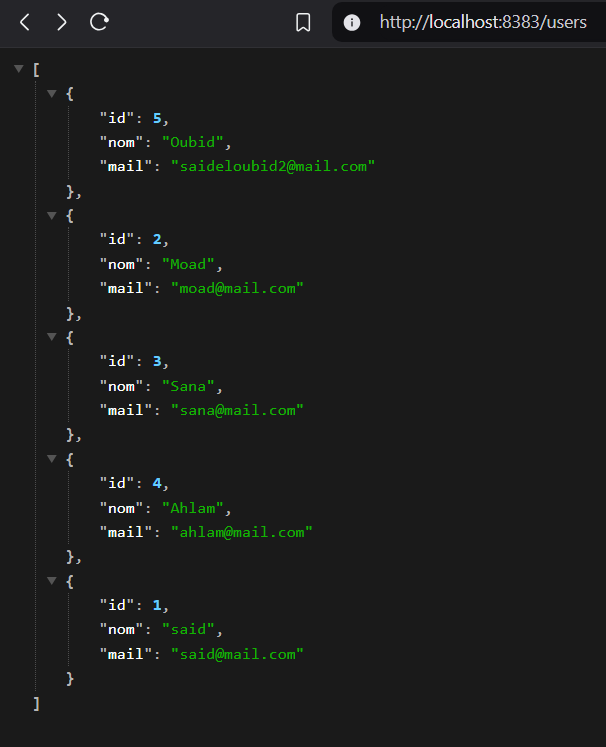 http://localhost:8383/users
[
{
"id": 5,
"nom": "Oubid",
"mail": "saideloubid2@mail.com"
},
{
"id": 2,
"nom": "Moad",
"mail": "moad@mail.com"
},
{
"id": 3,
"nom": "Sana",
"mail": "sana@mail.com"
},
{
"id": 4,
"nom": "Ahlam",
"mail": "ahlam@mail.com"
},
{
"id": 1,
"nom": "said",
"mail": "said@mail.com"
}
]